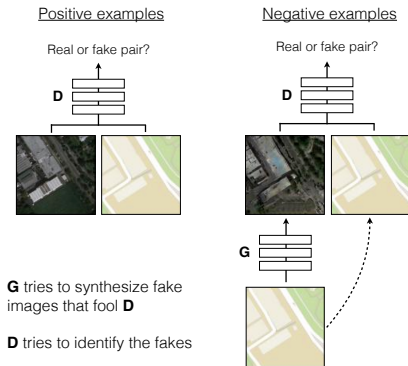 Positive examples
Negative examples
Real or fake pair?
Real or fake pair?
D
D
G
G tries to synthesize fake
images that fool D
D tries to identify the fakes